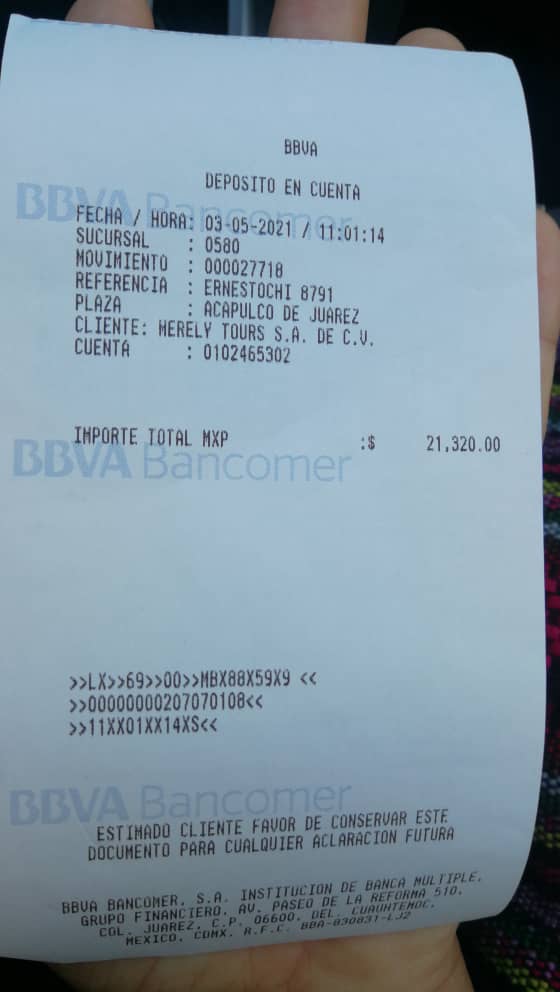 BBVA
DEPOSITO EN CUENTA
FECHA / HORA: 03-05-2021 / 11:01:14
SUCURSAL : 0580
MOVIMIENTO : 000027718
REFERENCIA : ERNESTOCHI 8791
PLAZA : ACAPULCO DE JUAREZ
CLIENTE: MERELY TOURS S.A. DE C.V.
CUENTA : 0102465302
IMPORTE TOTAL MXP :$ 21,320.00
BBVA Bancomer
>>LX>>69>>00>>MBX88X59X9 <<
>>00000000207070108<<
>>11XX01XX14XS<<
BBVA Bancomer
ESTIMADO CLIENTE FAVOR DE CONSERVAR ESTE
DOCUMENTO PARA CUALQUIER ACLARACION FUTURA
BBVA BANCOMER, S.A. INSTITUCION DE BANCA MULTIPLE,
GRUPO FINANCIERO. AV. PASEO DE LA REFORMA 510,
COL. JUAREZ, C.P. 06600, DEL. CUAUHTEMOC,
MEXICO, CDMX. R.F.C. BBA-830831-LJ2